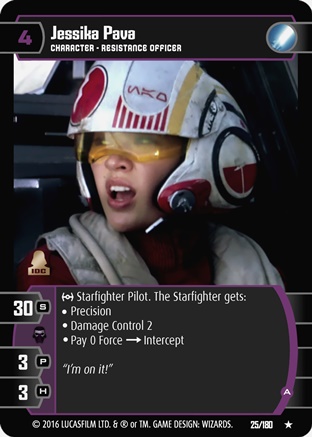 4
Jessika Pava
CHARACTER - RESISTANCE OFFICER
IDC
30 S
Starfighter Pilot. The Starfighter gets:
• Precision
• Damage Control 2
• Pay 0 Force → Intercept
3 P
"I'm on it!"
3 H
A
© 2016 LUCASFILM LTD. & ® or TM. GAME DESIGN: WIZARDS.
25/180